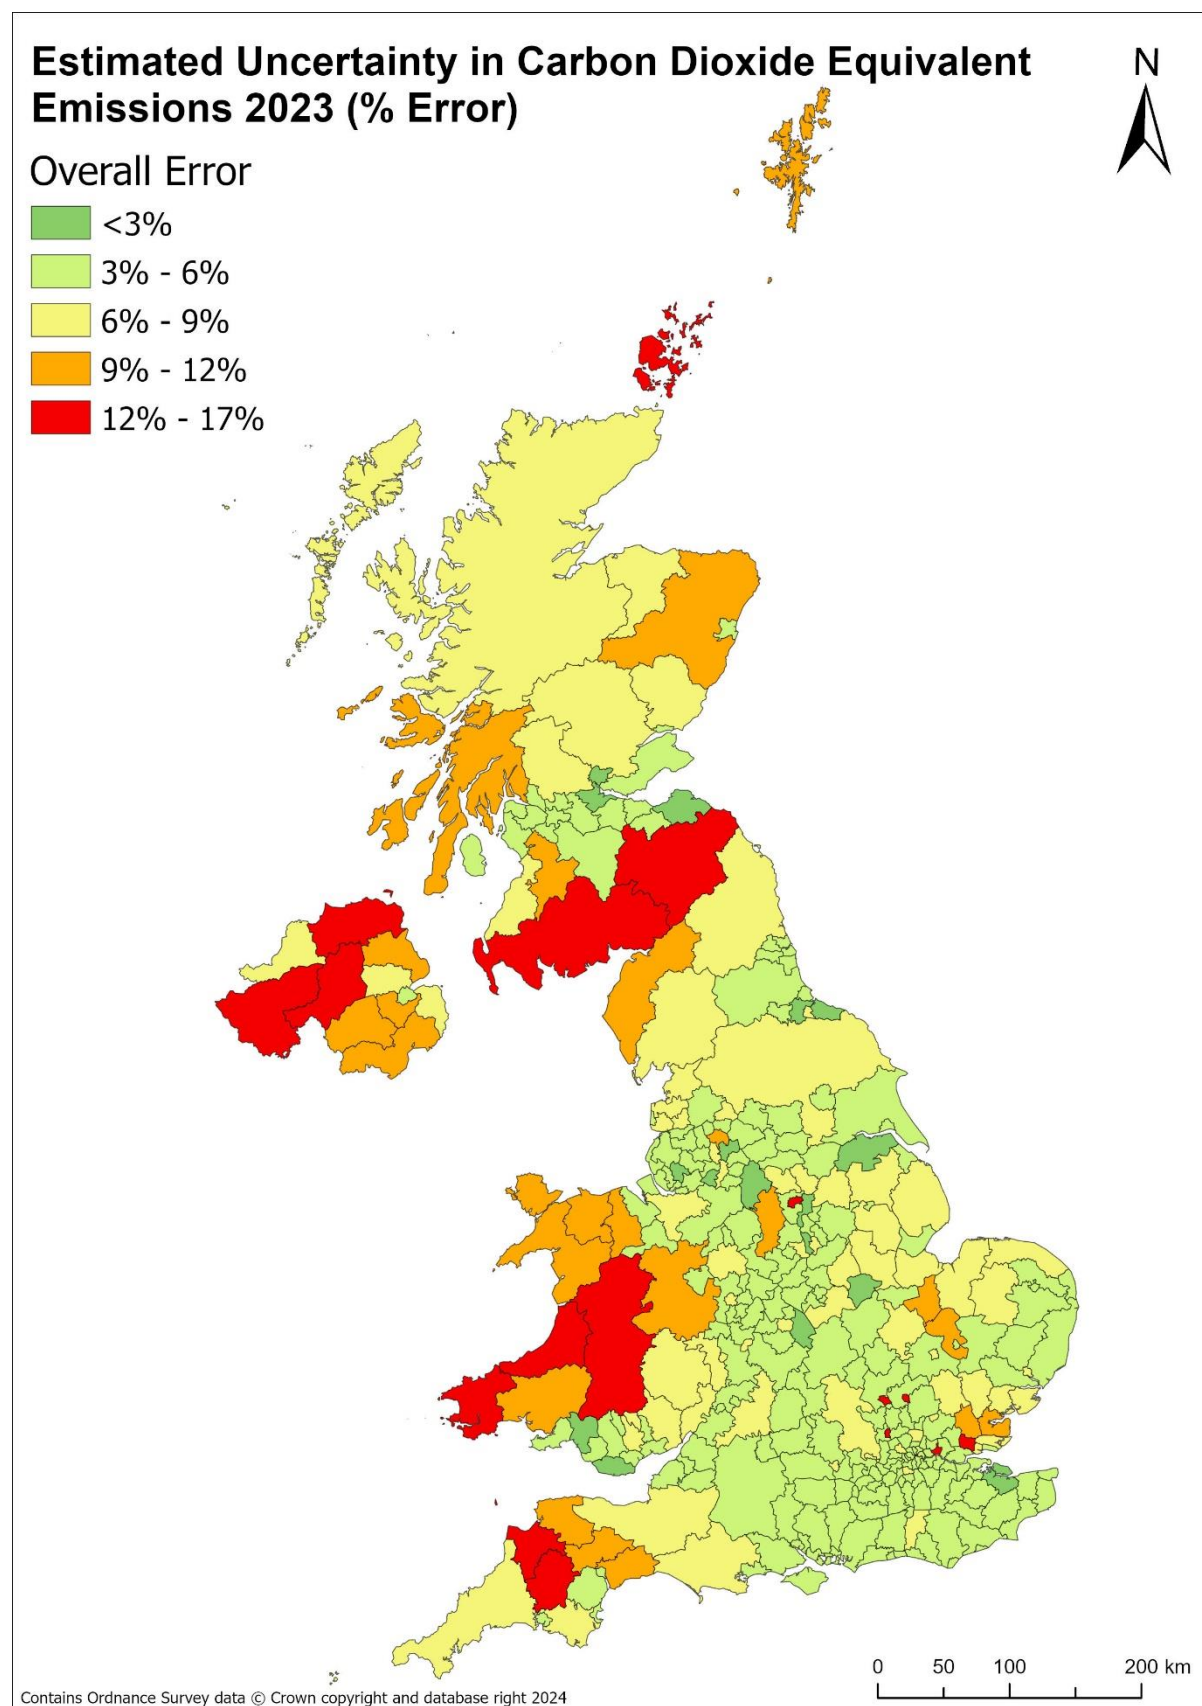 Estimated Uncertainty in Carbon Dioxide Equivalent
Emissions 2023 (% Error)
N
Overall Error
<3%
3% - 6%
6% - 9%
9% - 12%
12% - 17%
0 50 100 200 km
Contains Ordnance Survey data © Crown copyright and database right 2024